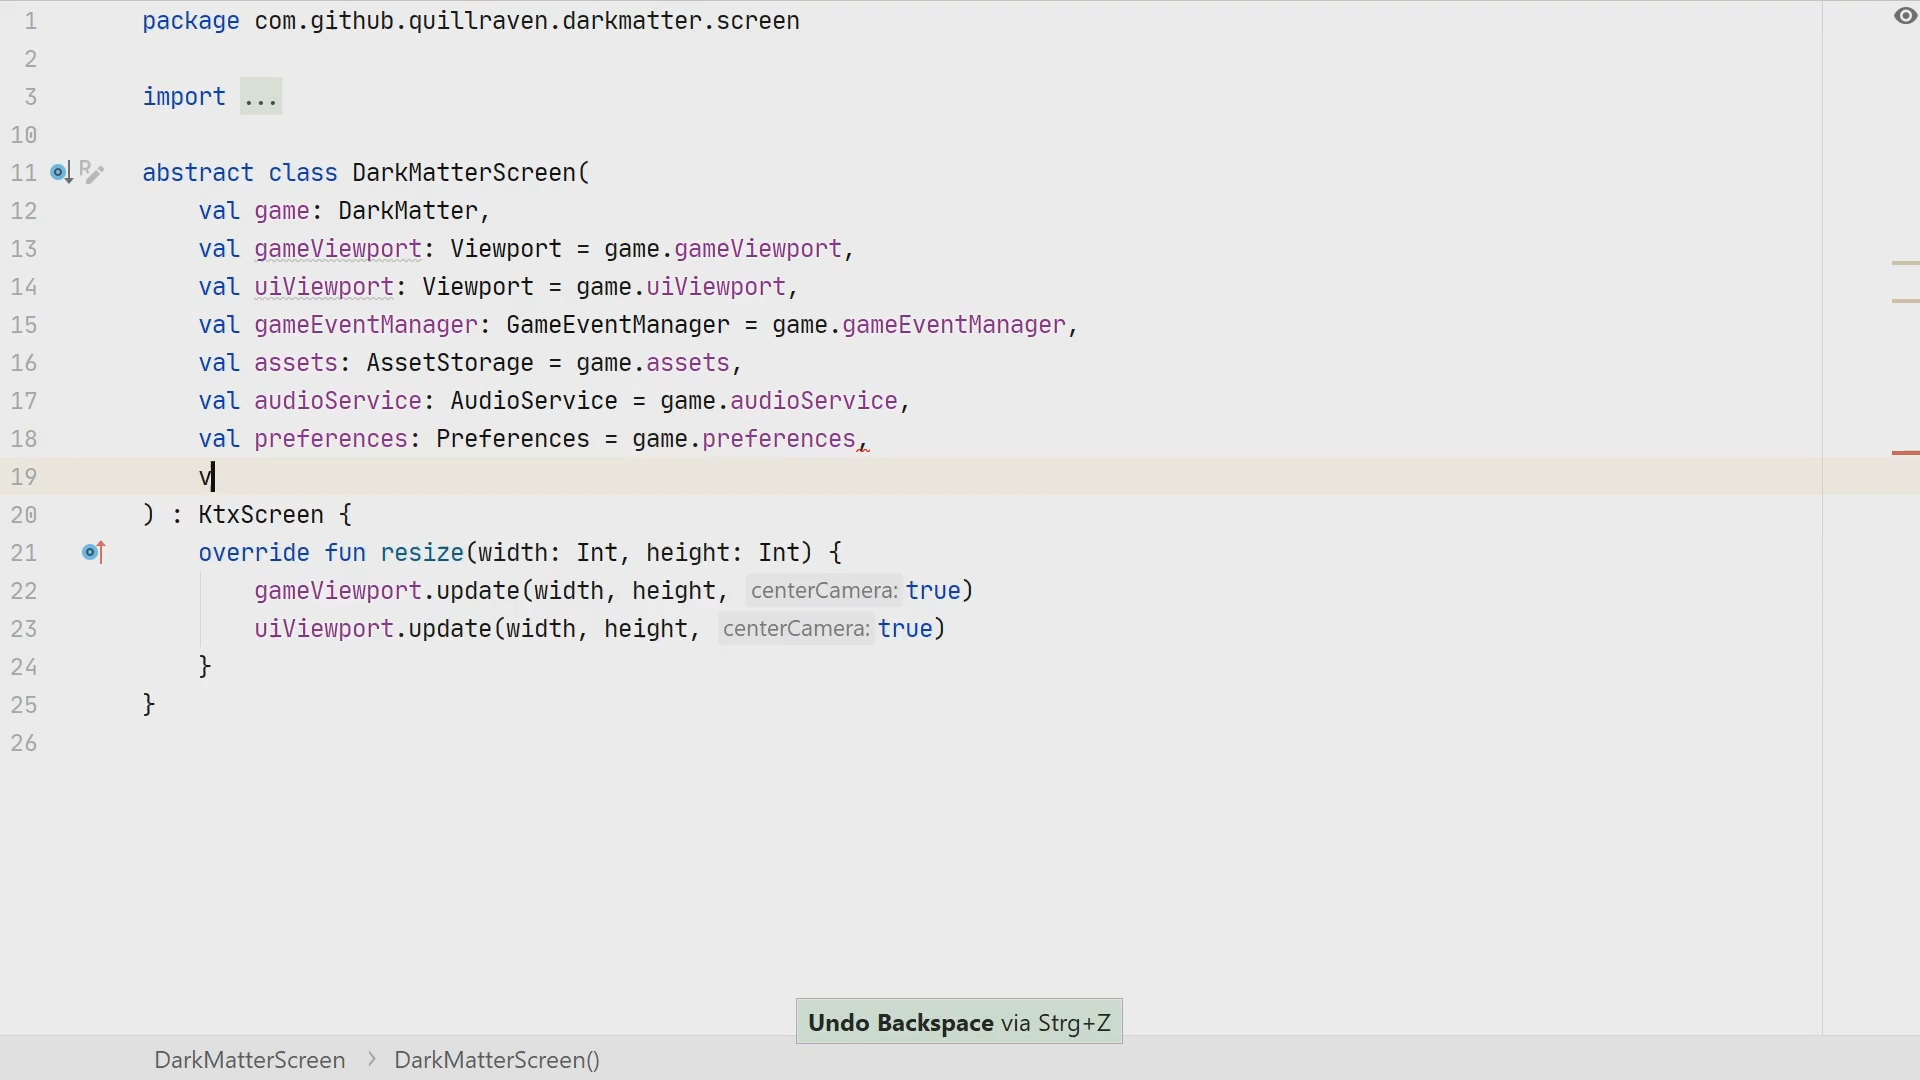 1 package com.github.quillraven.darkmatter.screen
2
3 import ...
10
11 abstract class DarkMatterScreen(
12 val game: DarkMatter,
13 val gameViewport: Viewport = game.gameViewport,
14 val uiViewport: Viewport = game.uiViewport,
15 val gameEventManager: GameEventManager = game.gameEventManager,
16 val assets: AssetStorage = game.assets,
17 val audioService: AudioService = game.audioService,
18 val preferences: Preferences = game.preferences,
19 v
20 ) : KtxScreen {
21 override fun resize(width: Int, height: Int) {
22 gameViewport.update(width, height, centerCamera: true)
23 uiViewport.update(width, height, centerCamera: true)
24 }
25 }
26
Undo Backspace via Strg+Z
DarkMatterScreen > DarkMatterScreen()